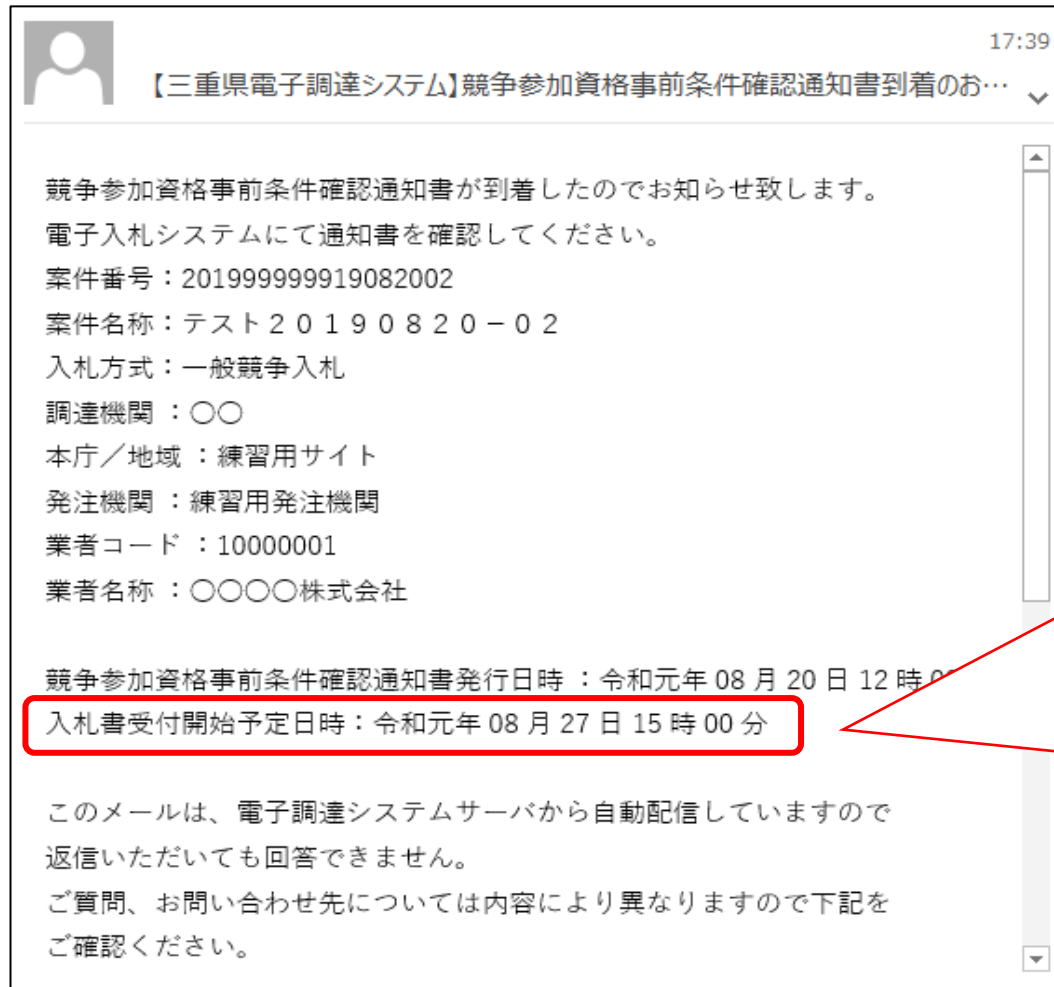 17:39
【三重県電子調達システム】競争参加資格事前条件確認通知書到着のお…
競争参加資格事前条件確認通知書が到着したのでお知らせ致します。
電子入札システムにて通知書を確認してください。
案件番号：201999999919082002
案件名称：テスト２０１９０８２０－０２
入札方式：一般競争入札
調達機関 ：〇〇
本庁／地域 ：練習用サイト
発注機関 ：練習用発注機関
業者コード ：10000001
業者名称 ：〇〇〇〇株式会社
競争参加資格事前条件確認通知書発行日時 ：令和元年 08 月 20 日 12 時
入札書受付開始予定日時：令和元年 08 月 27 日 15 時 00 分
このメールは、電子調達システムサーバから自動配信していますので
返信いただいても回答できません。
ご質問、お問い合わせ先については内容により異なりますので下記を
ご確認ください。